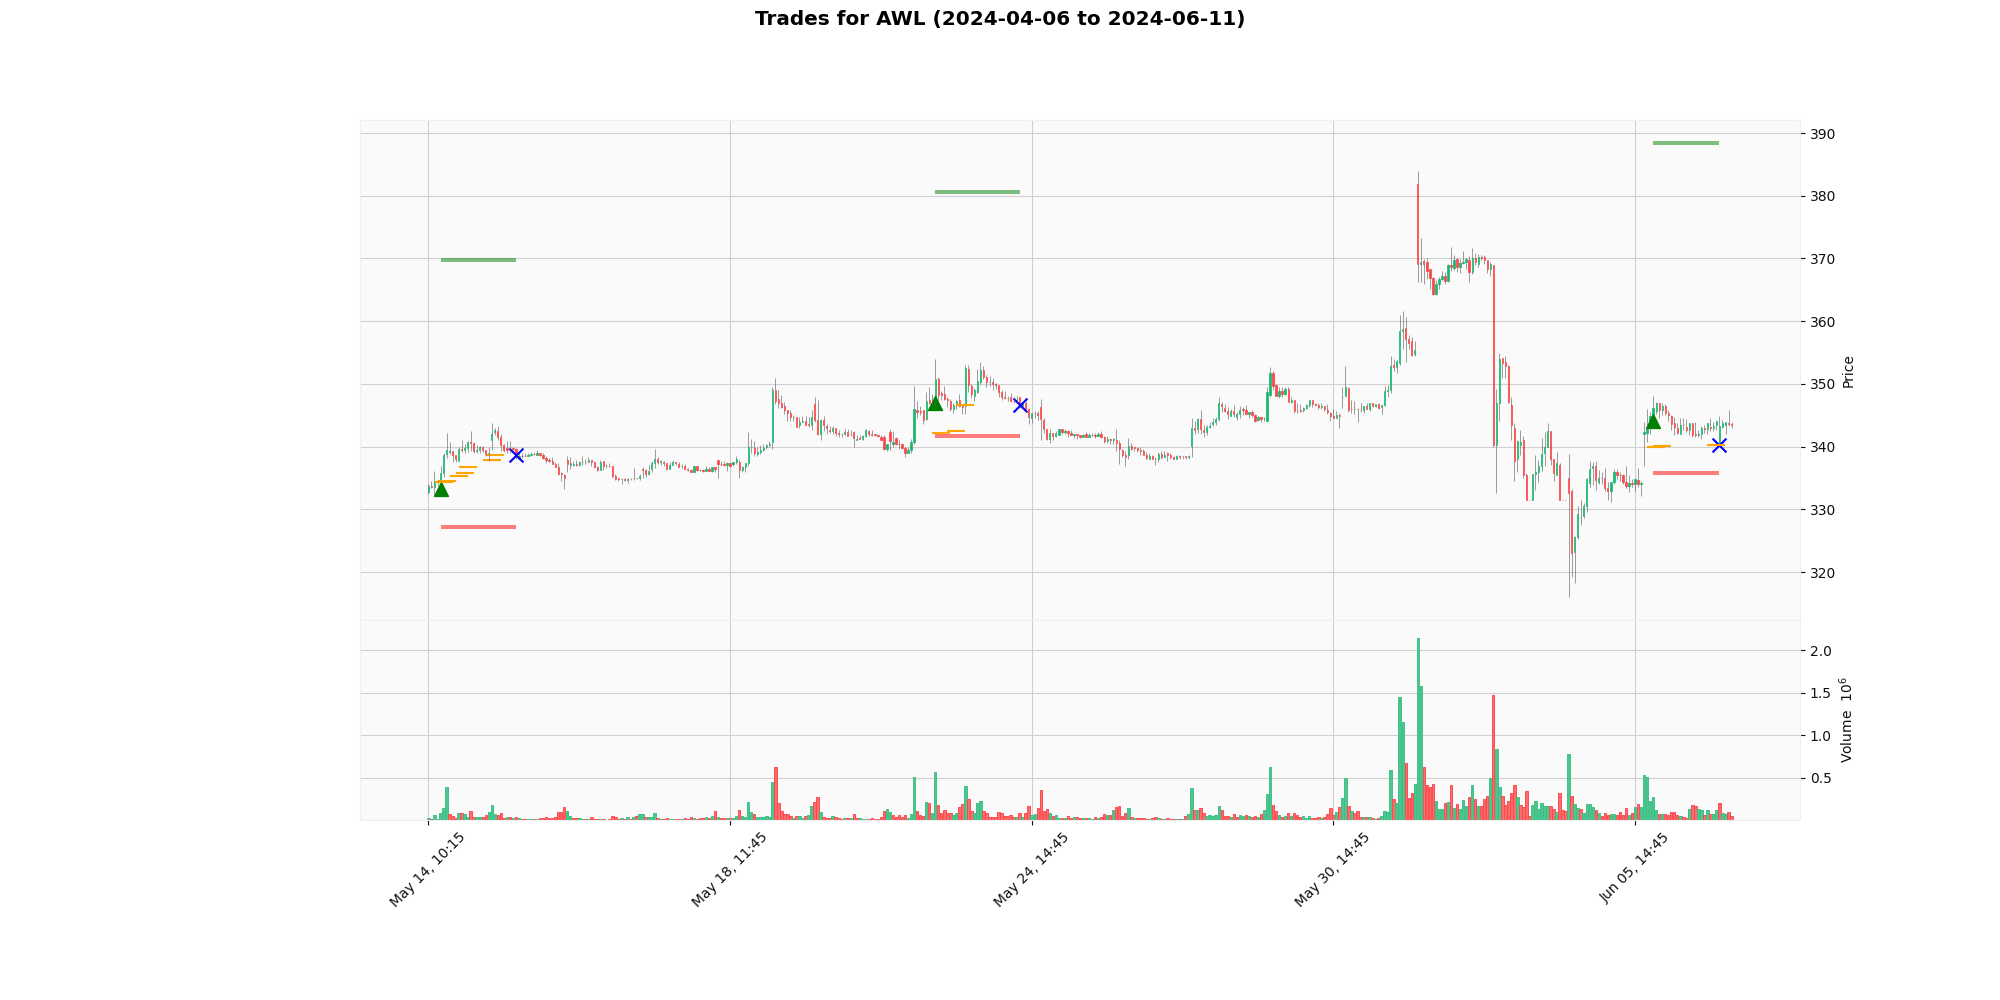 Trades for AWL (2024-04-06 to 2024-06-11)
390
380
370
360
350
340
330
320
Price
2.0
1.5
1.0
0.5
Volume 10^6
May 14, 10:15
May 18, 11:45
May 24, 14:45
May 30, 14:45
Jun 05, 14:45